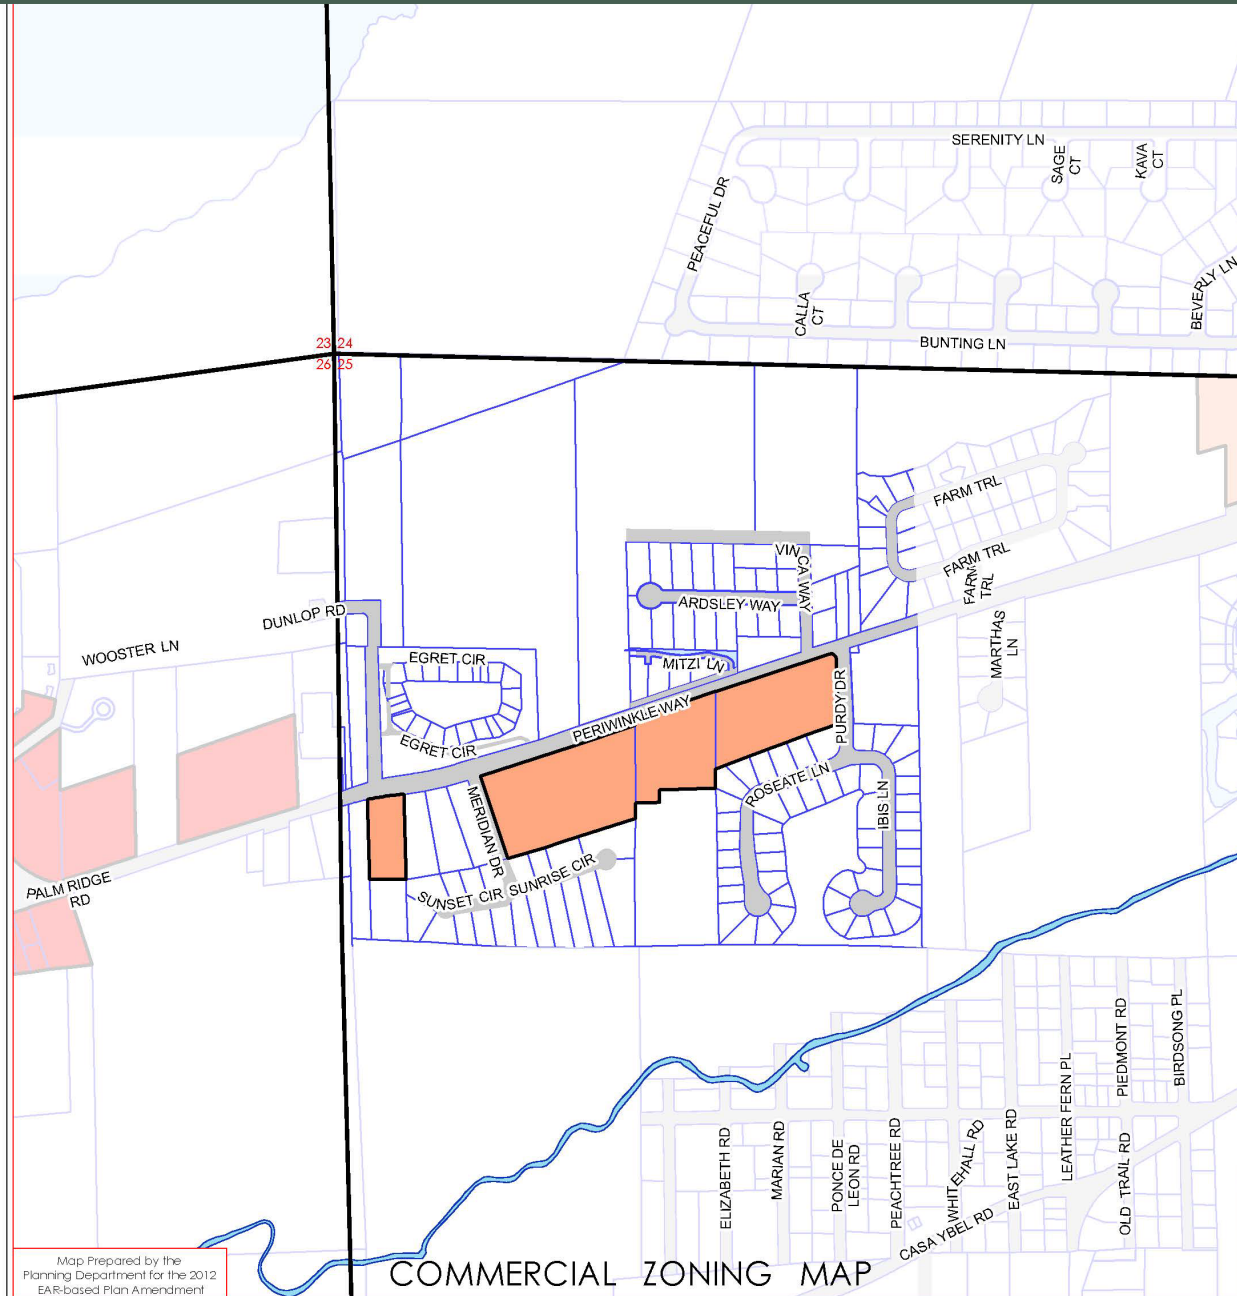 SERENITY LN
SAGE
CT
KAVA
CT
PEACEFUL DR
CALLA
CT
BEVERLY LN
BUNTING LN
23 24
26 25
FARM TRL
FARM TRL
FARM
TRL
VINCA WAY
ARDSLEY WAY
MITZI LN
DUNLOP RD
WOOSTER LN
EGRET CIR
EGRET CIR
PERIWINKLE WAY
PURDY DR
MARTHAS
LN
ROSEATE LN
IBIS LN
MERIDIAN DR
SUNSET CIR
SUNRISE CIR
PALM RIDGE
RD
ELIZABETH RD
MARIAN RD
PONCE DE
LEON RD
PEACHTREE RD
WHITEHALL RD
EAST LAKE RD
LEATHER FERN PL
PIEDMONT RD
BIRDSONG PL
OLD TRAIL RD
CASA YBEL RD
Map Prepared by the
Planning Department for the 2012
EAR-based Plan Amendment
COMMERCIAL ZONING MAP